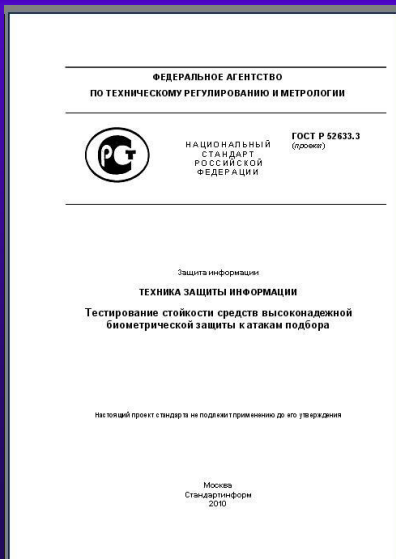 ФЕДЕРАЛЬНОЕ АГЕНТСТВО
ПО ТЕХНИЧЕСКОМУ РЕГУЛИРОВАНИЮ И МЕТРОЛОГИИ
РСТ
НАЦИОНАЛЬНЫЙ
СТАНДАРТ
РОССИЙСКОЙ
ФЕДЕРАЦИИ
ГОСТ Р 52633.3
(проект)
Защита информации
ТЕХНИКА ЗАЩИТЫ ИНФОРМАЦИИ
Тестирование стойкости средств высоконадежной
биометрической защиты к атакам подбора
Настоящий проект стандарта не подлежит применению до его утверждения
Москва
Стандартинформ
2010